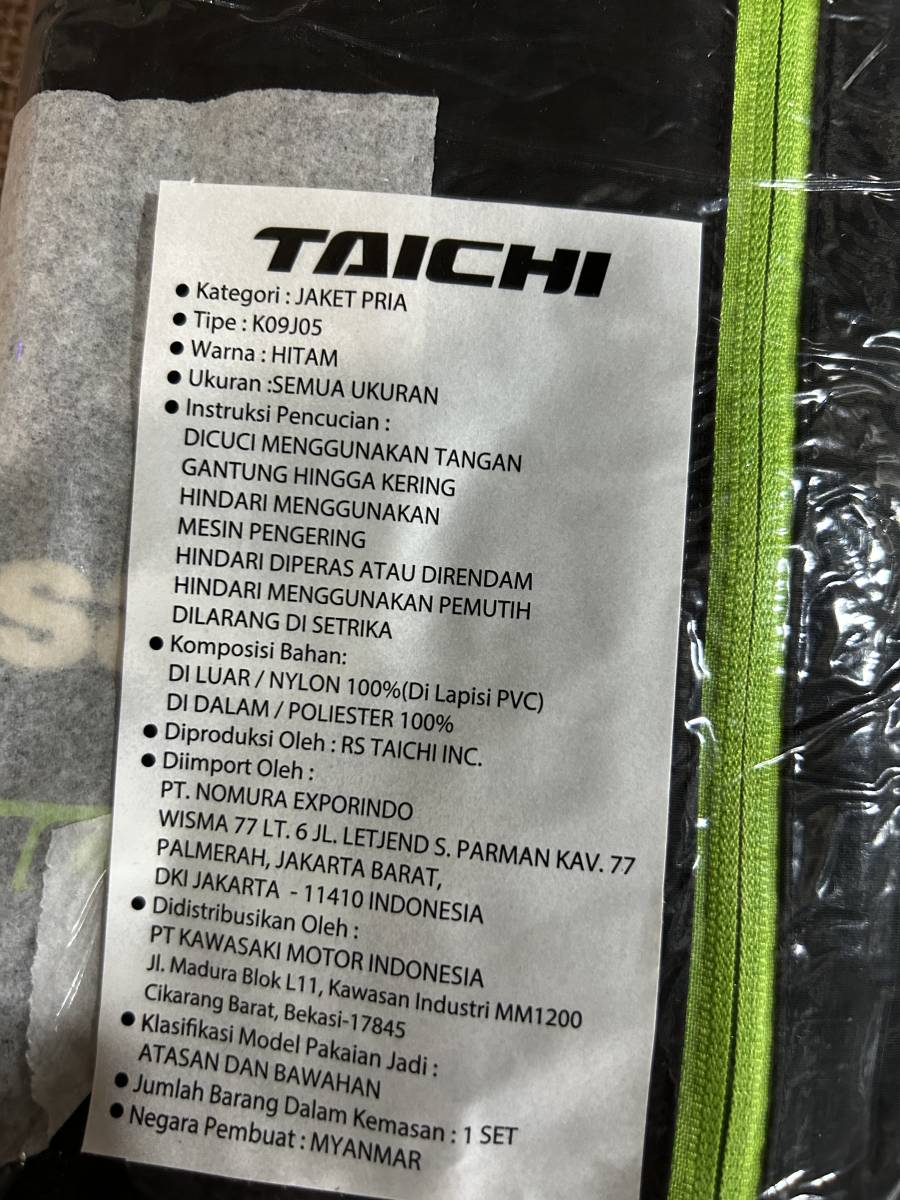 TAICHI
● Kategori : JAKET PRIA
● Tipe : K09J05
● Warna : HITAM
● Ukuran :SEMUA UKURAN
● Instruksi Pencucian :
DICUCI MENGGUNAKAN TANGAN
GANTUNG HINGGA KERING
HINDARI MENGGUNAKAN
MESIN PENGERING
HINDARI DIPERAS ATAU DIRENDAM
HINDARI MENGGUNAKAN PEMUTIH
DILARANG DI SETRIKA
● Komposisi Bahan:
DI LUAR / NYLON 100%(Di Lapisi PVC)
DI DALAM / POLIESTER 100%
● Diproduksi Oleh : RS TAICHI INC.
● Diimport Oleh :
PT. NOMURA EXPORINDO
WISMA 77 LT. 6 JL. LETJEND S. PARMAN KAV. 77
PALMERAH, JAKARTA BARAT,
DKI JAKARTA - 11410 INDONESIA
● Didistribusikan Oleh :
PT KAWASAKI MOTOR INDONESIA
Jl. Madura Blok L11, Kawasan Industri MM1200
Cikarang Barat, Bekasi-17845
● Klasifikasi Model Pakaian Jadi :
ATASAN DAN BAWAHAN
● Jumlah Barang Dalam Kemasan : 1 SET
● Negara Pembuat : MYANMAR